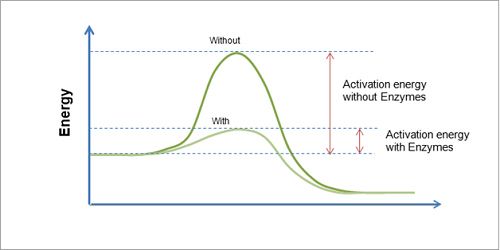 Without
Energy
Activation energy
without Enzymes
With
Activation energy
with Enzymes